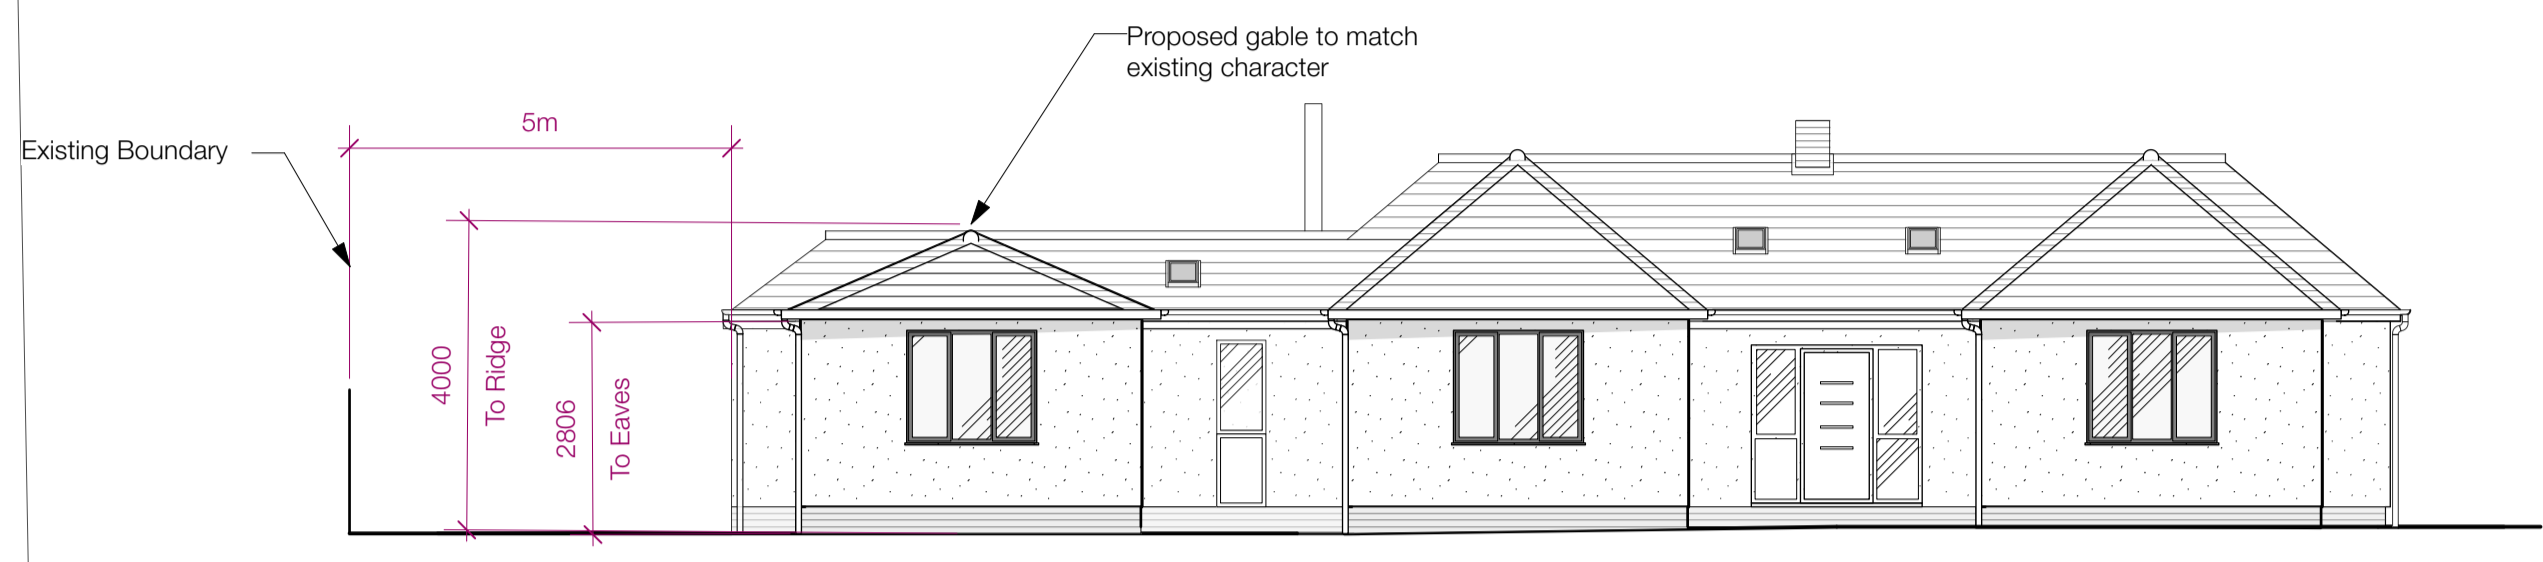 Proposed gable to match
existing character
5m
Existing Boundary
4000
To Ridge
2806
To Eaves